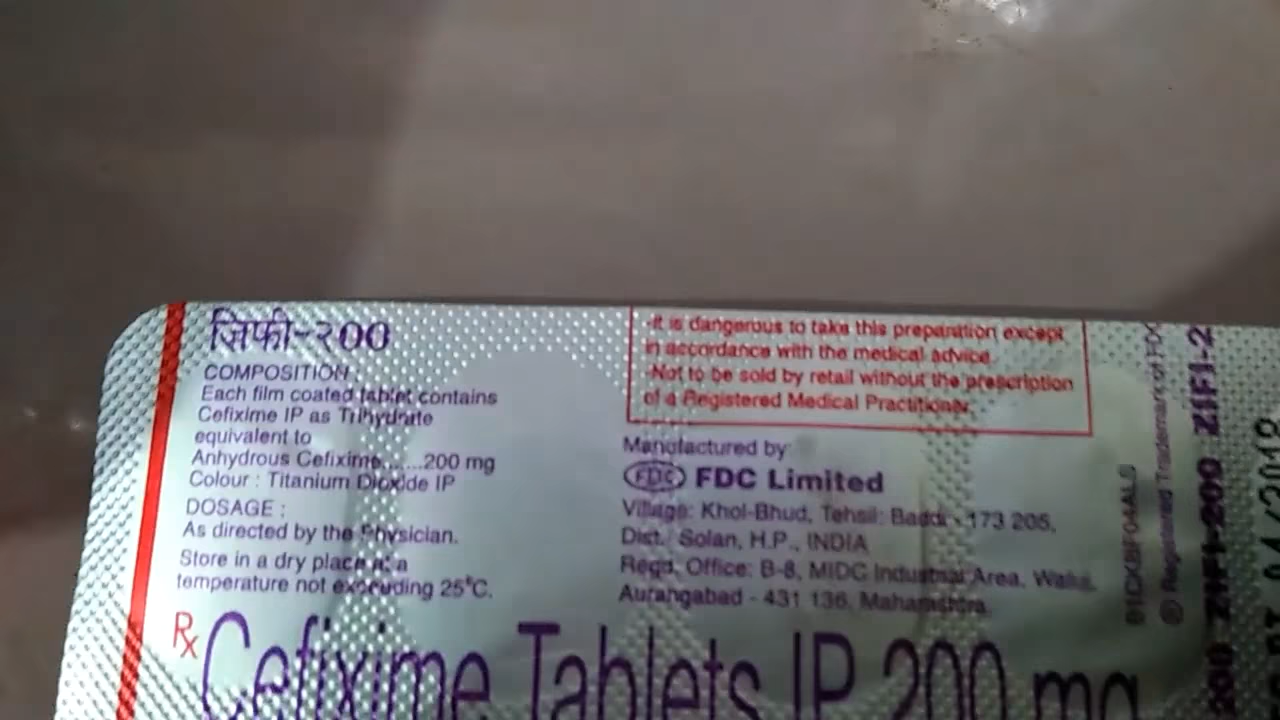 ज़िफी-२००
COMPOSITION :
Each film coated tablet contains
Cefixime IP as Trihydrate
equivalent to
Anhydrous Cefixime......200 mg
Colour : Titanium Dioxide IP
DOSAGE :
As directed by the Physician.
Store in a dry place at a
temperature not exceeding 25°C.
-It is dangerous to take this preparation except
in accordance with the medical advice.
-Not to be sold by retail without the prescription
of a Registered Medical Practitioner.
Manufactured by:
FDC FDC Limited
Village: Khol-Bhud, Tehsil: Baddi - 173 205,
Dist.: Solan, H.P., INDIA
Regd. Office: B-8, MIDC Industrial Area, Waluj,
Aurangabad - 431 136, Maharashtra.
Rx
Cefixime Tablets IP 200 mg
® Registered Trademark of FDC
200 ZIFI-200 ZIFI-2
04/2018